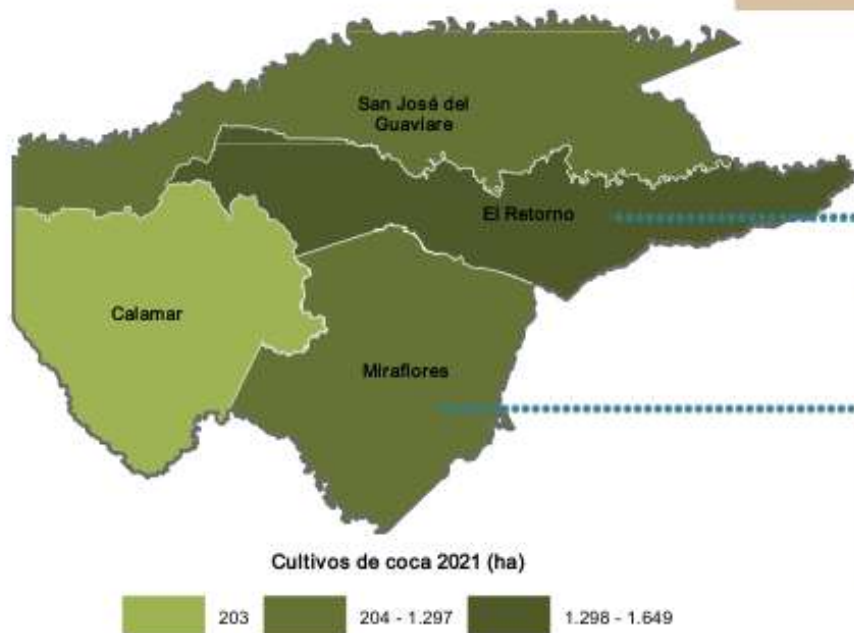 San José del
Guaviare
El Retorno
Calamar
Miraflores
Cultivos de coca 2021 (ha)
203
204 - 1.297
1.298 - 1.649